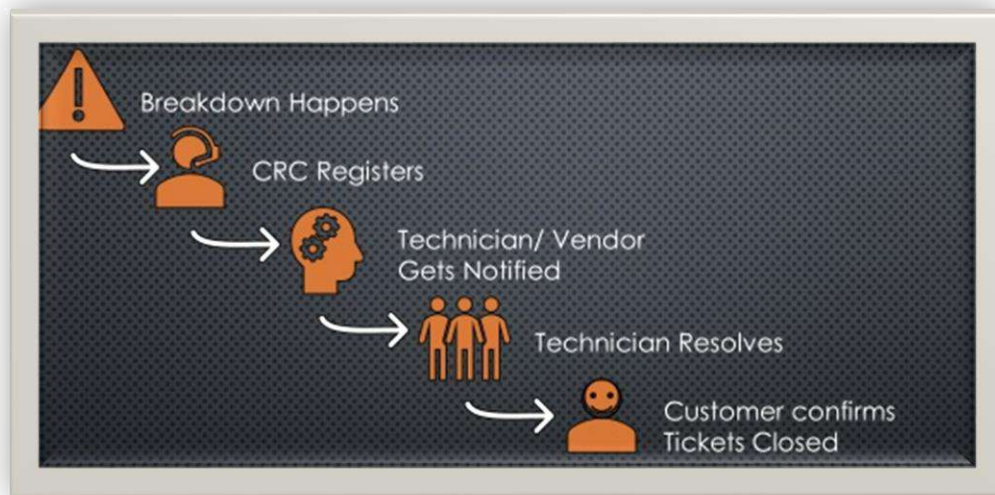 Breakdown Happens
CRC Registers
Technician/ Vendor
Gets Notified
Technician Resolves
Customer confirms
Tickets Closed